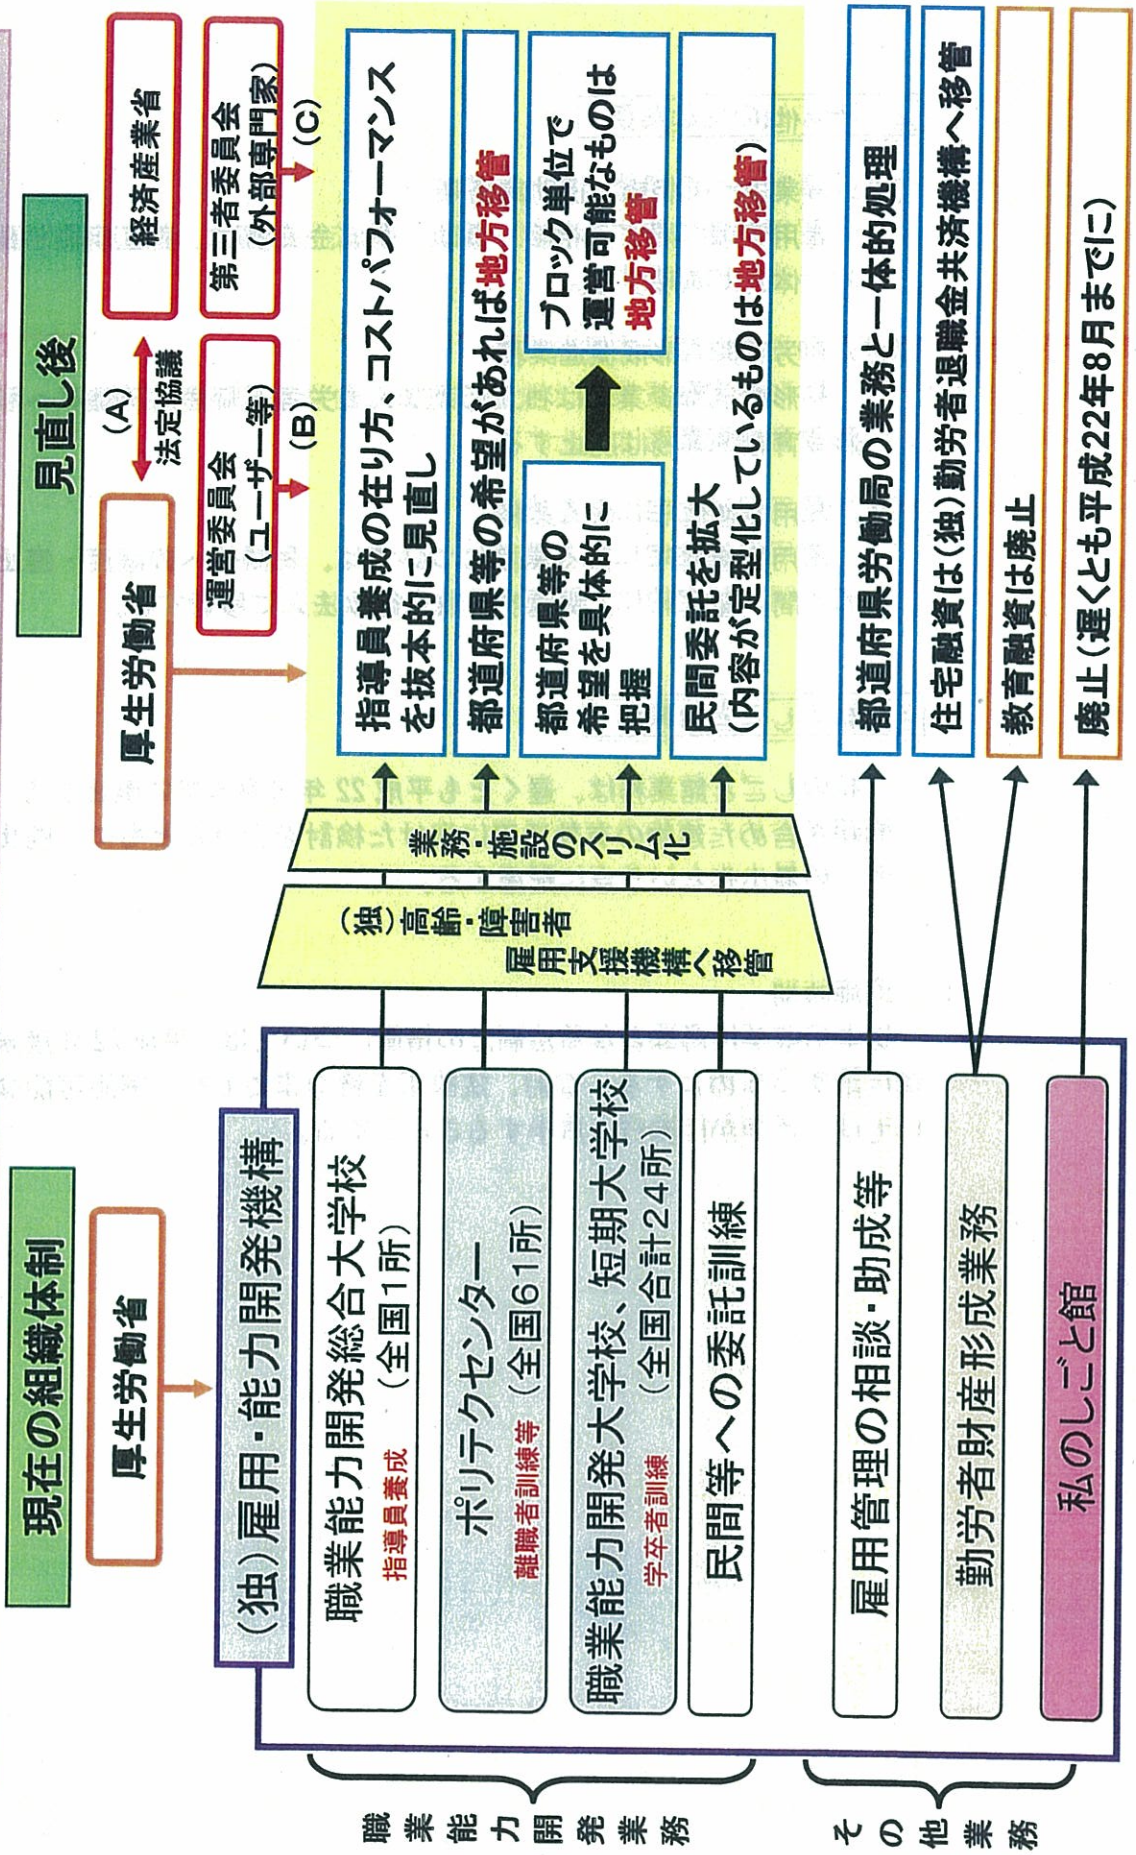 現在の組織体制
厚生労働省
(独)雇用・能力開発機構
職業能力開発業務
職業能力開発総合大学校
指導員養成
(全国1所)
ポリテクセンター
離職者訓練等
(全国61所)
職業能力開発大学校、短期大学校
学卒者訓練
(全国合計24所)
民間等への委託訓練
その他業務
雇用管理の相談・助成等
勤労者財産形成業務
私のしごと館
(独)高齢・障害者
雇用支援機構へ移管
業務・施設のスリム化
見直し後
厚生労働省
(A)
法定協議
経済産業省
運営委員会
(ユーザー等)
(B)
第三者委員会
(外部専門家)
(C)
指導員養成の在り方、コストパフォーマンス
を抜本的に見直し
都道府県等の希望があれば地方移管
都道府県等の
希望を具体的に
把握
ブロック単位で
運営可能なものは
地方移管
民間委託を拡大
(内容が定型化しているものは地方移管)
都道府県労働局の業務と一体的処理
住宅融資は(独)勤労者退職金共済機構へ移管
教育融資は廃止
廃止(遅くとも平成22年8月までに)